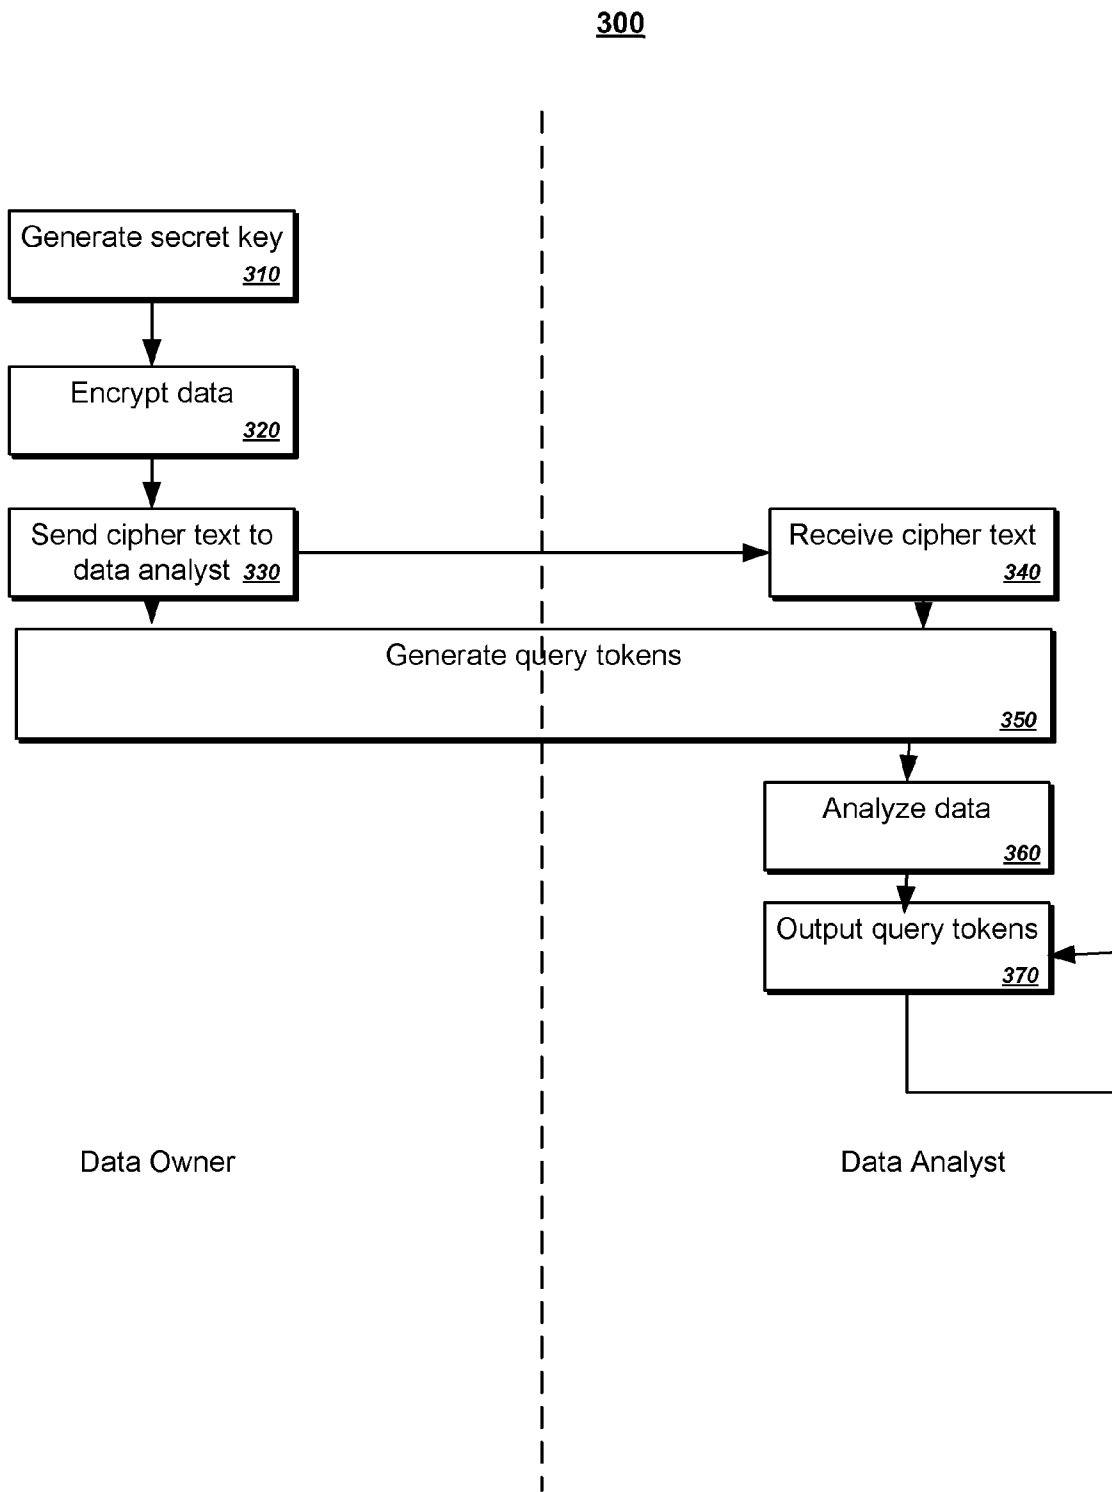 300
Generate secret key
310
Encrypt data
320
Send cipher text to
data analyst 330
Receive cipher text
340
Generate query tokens
350
Analyze data
360
Output query tokens
370
Data Owner
Data Analyst